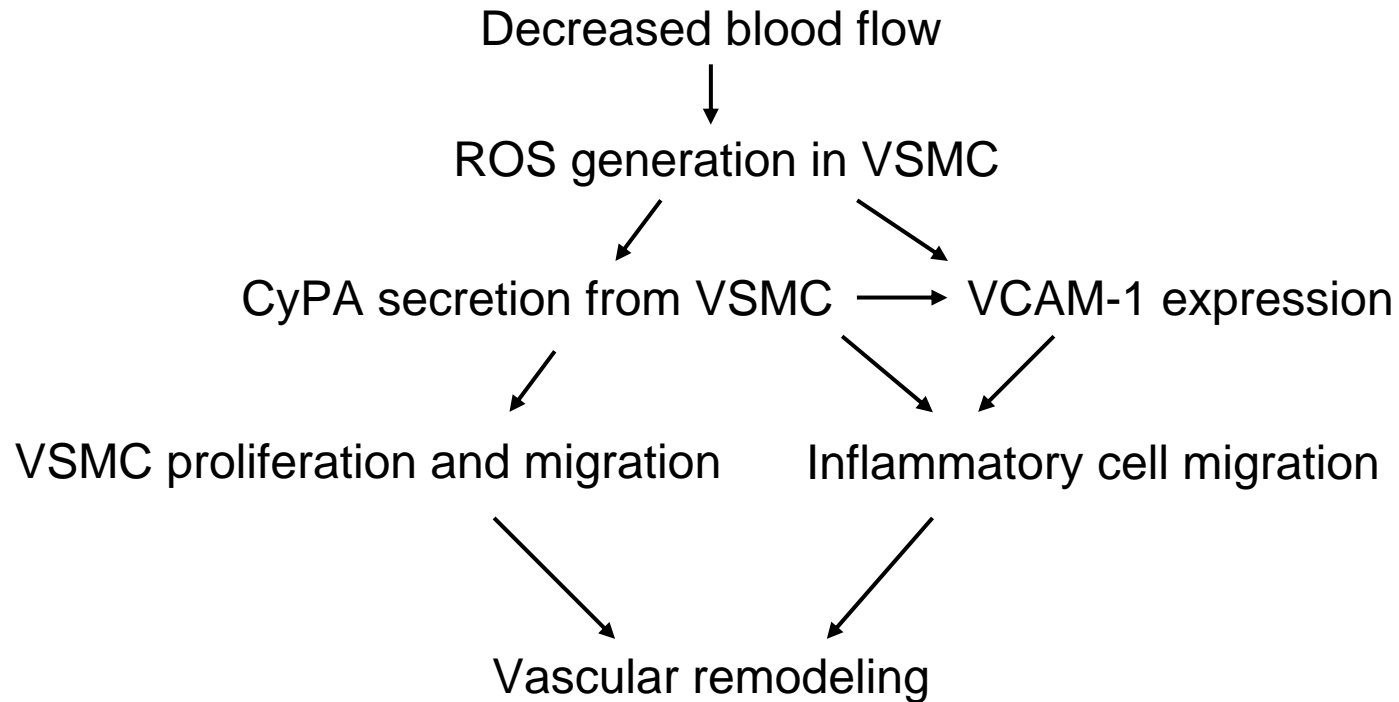 Decreased blood flow
ROS generation in VSMC
CyPA secretion from VSMC
VCAM-1 expression
VSMC proliferation and migration
Inflammatory cell migration
Vascular remodeling